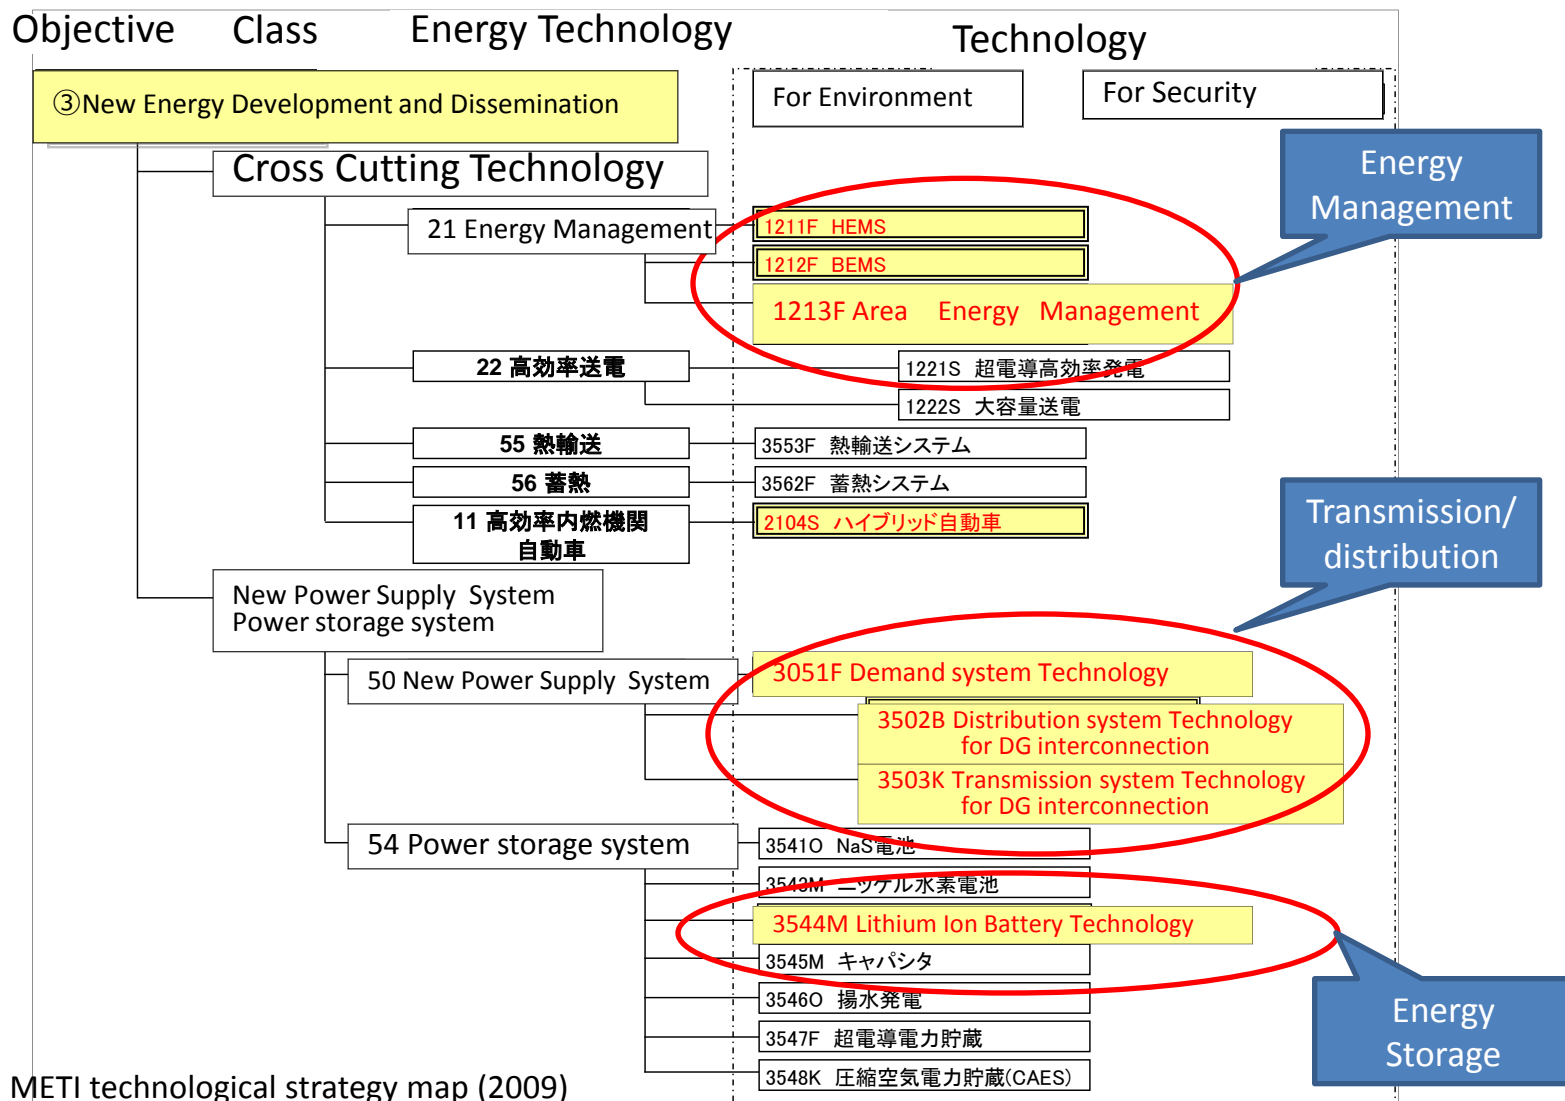 Objective Class Energy Technology Technology
③New Energy Development and Dissemination
For Environment
For Security
Energy
Management
Cross Cutting Technology
21 Energy Management
1211F HEMS
1212F BEMS
1213F Area Energy Management
22 高効率送電
1221S 超電導高効率発電
1222S 大容量送電
55 熱輸送
3553F 熱輸送システム
56 蓄熱
3562F 蓄熱システム
11 高効率内燃機関
自動車
2104S ハイブリッド自動車
Transmission/
distribution
New Power Supply System
Power storage system
50 New Power Supply System
3051F Demand system Technology
3502B Distribution system Technology
for DG interconnection
3503K Transmission system Technology
for DG interconnection
54 Power storage system
3541O NaS電池
3543M ニッケル水素電池
3544M Lithium Ion Battery Technology
3545M キャパシタ
3546O 揚水発電
3547F 超電導電力貯蔵
3548K 圧縮空気電力貯蔵(CAES)
Energy
Storage
METI technological strategy map (2009)